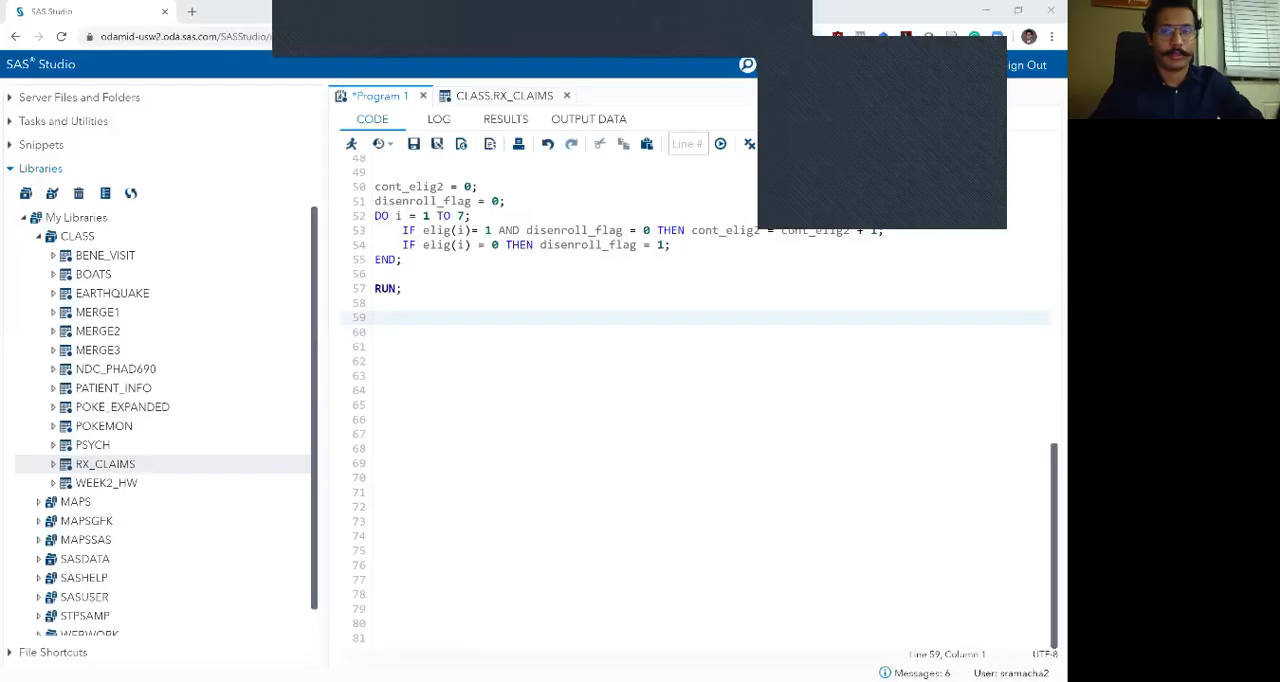 SAS Studio
odamid-usw2.oda.sas.com/SASStudio/
SAS® Studio
ign Out
Server Files and Folders
Tasks and Utilities
Snippets
Libraries
My Libraries
CLASS
BENE_VISIT
BOATS
EARTHQUAKE
MERGE1
MERGE2
MERGE3
NDC_PHAD690
PATIENT_INFO
POKE_EXPANDED
POKEMON
PSYCH
RX_CLAIMS
WEEK2_HW
MAPS
MAPSGFK
MAPSSAS
SASDATA
SASHELP
SASUSER
STPSAMP
WEBWORK
File Shortcuts
*Program 1
CLASS.RX_CLAIMS
CODE
LOG
RESULTS
OUTPUT DATA
Line #
48
49
50 cont_elig2 = 0;
51 disenroll_flag = 0;
52 DO i = 1 TO 7;
53 IF elig(i)= 1 AND disenroll_flag = 0 THEN cont_elig2 = cont_elig2 + 1;
54 IF elig(i) = 0 THEN disenroll_flag = 1;
55 END;
56
57 RUN;
58
59
60
61
62
63
64
65
66
67
68
69
70
71
72
73
74
75
76
77
78
79
80
81
Line 59, Column 1
UTF-8
Messages: 6
User: sramacha2